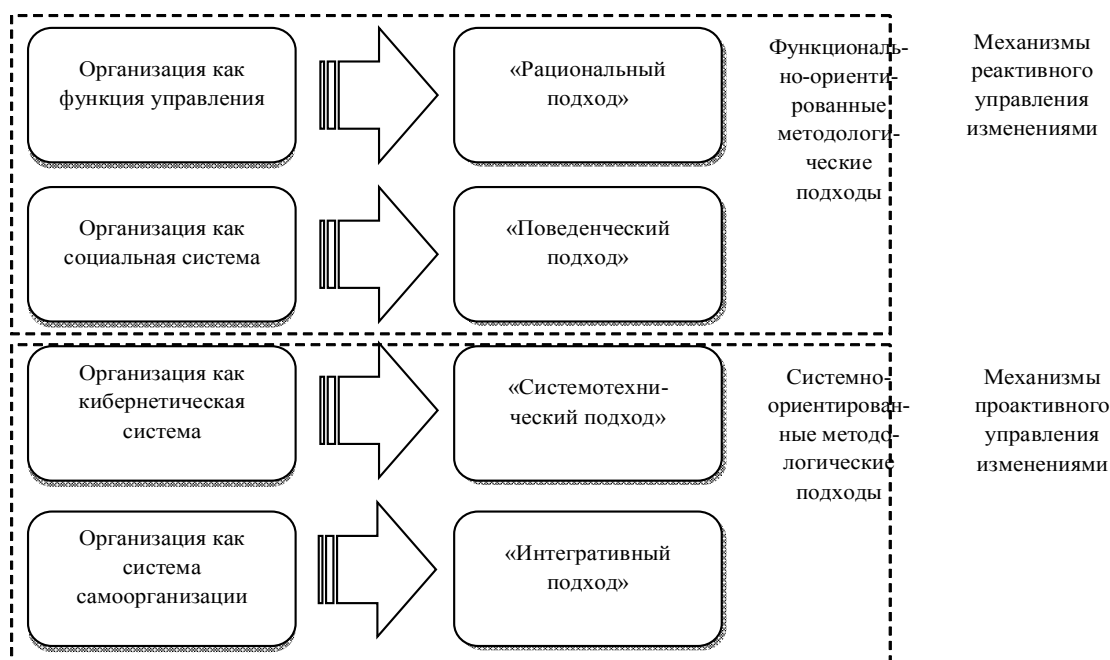 Организация как
функция управления
«Рациональный
подход»
Функциональ-
но-ориенти-
рованные
методологи-
ческие
подходы
Механизмы
реактивного
управления
изменениями
Организация как
социальная система
«Поведенческий
подход»
Организация как
кибернетическая
система
«Системотехни-
ческий подход»
Системно-
ориентирован-
ные методо-
логические
подходы
Механизмы
проактивного
управления
изменениями
Организация как
система
самоорганизации
«Интегративный
подход»